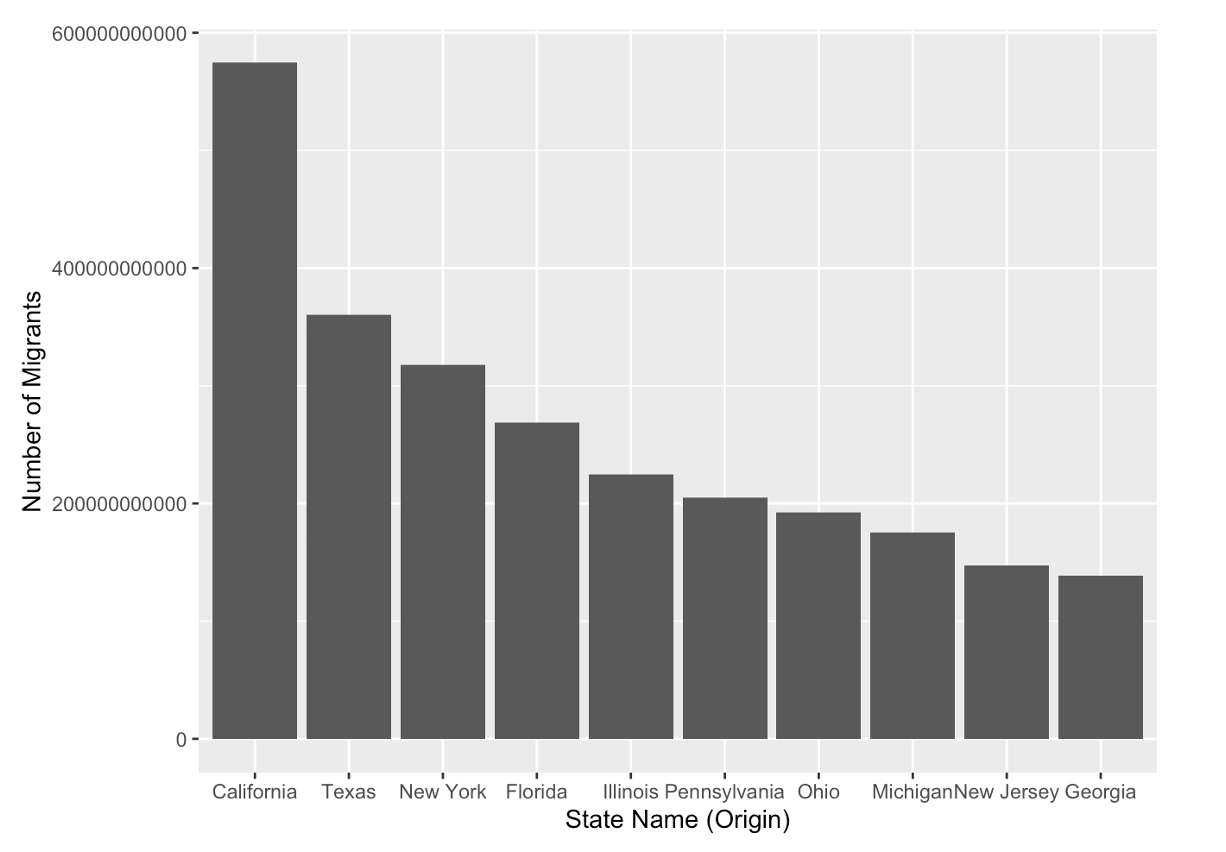 600000000000
400000000000
200000000000
0
Number of Migrants
California Texas New York Florida Illinois Pennsylvania Ohio Michigan New Jersey Georgia
State Name (Origin)